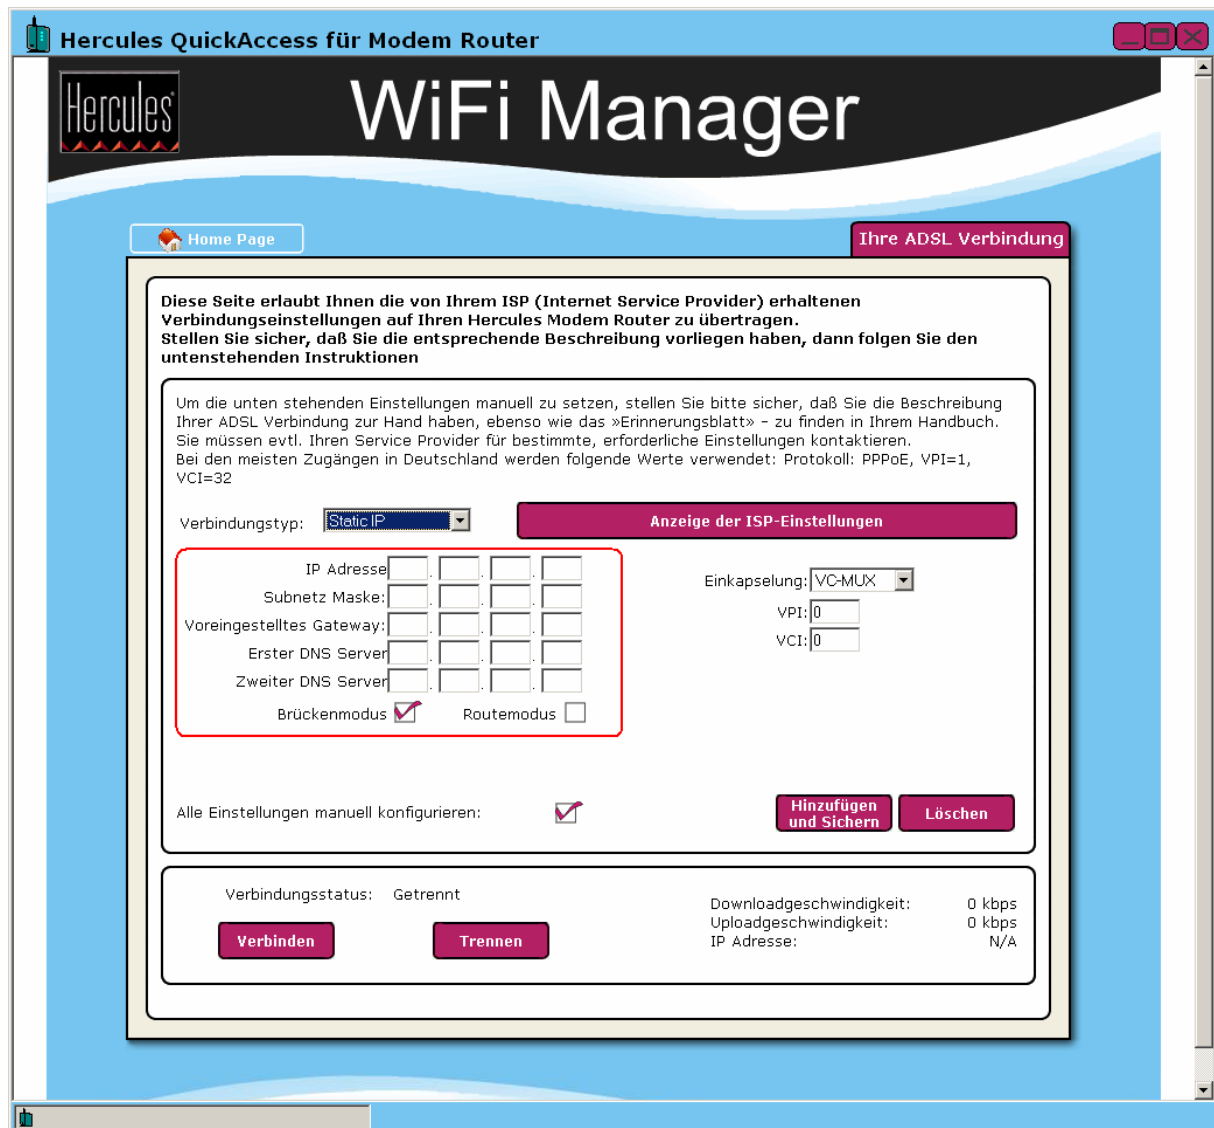 Hercules QuickAccess für Modem Router
Hercules
WiFi Manager
Home Page
Ihre ADSL Verbindung
Diese Seite erlaubt Ihnen die von Ihrem ISP (Internet Service Provider) erhaltenen
Verbindungseinstellungen auf Ihren Hercules Modem Router zu übertragen.
Stellen Sie sicher, daß Sie die entsprechende Beschreibung vorliegen haben, dann folgen Sie den
untenstehenden Instruktionen
Um die unten stehenden Einstellungen manuell zu setzen, stellen Sie bitte sicher, daß Sie die Beschreibung
Ihrer ADSL Verbindung zur Hand haben, ebenso wie das »Erinnerungsblatt» - zu finden in Ihrem Handbuch.
Sie müssen evtl. Ihren Service Provider für bestimmte, erforderliche Einstellungen kontaktieren.
Bei den meisten Zugängen in Deutschland werden folgende Werte verwendet: Protokoll: PPPoE, VPI=1,
VCI=32
Verbindungstyp: Static IP
Anzeige der ISP-Einstellungen
IP Adresse . . .
Subnetz Maske: . . .
Voreingestelltes Gateway: . . .
Erster DNS Server . . .
Zweiter DNS Server . . .
Brückenmodus Routemodus
Einkapselung: VC-MUX
VPI: 0
VCI: 0
Alle Einstellungen manuell konfigurieren:
Hinzufügen
und Sichern
Löschen
Verbindungsstatus: Getrennt
Verbinden
Trennen
Downloadgeschwindigkeit: 0 kbps
Uploadgeschwindigkeit: 0 kbps
IP Adresse: N/A